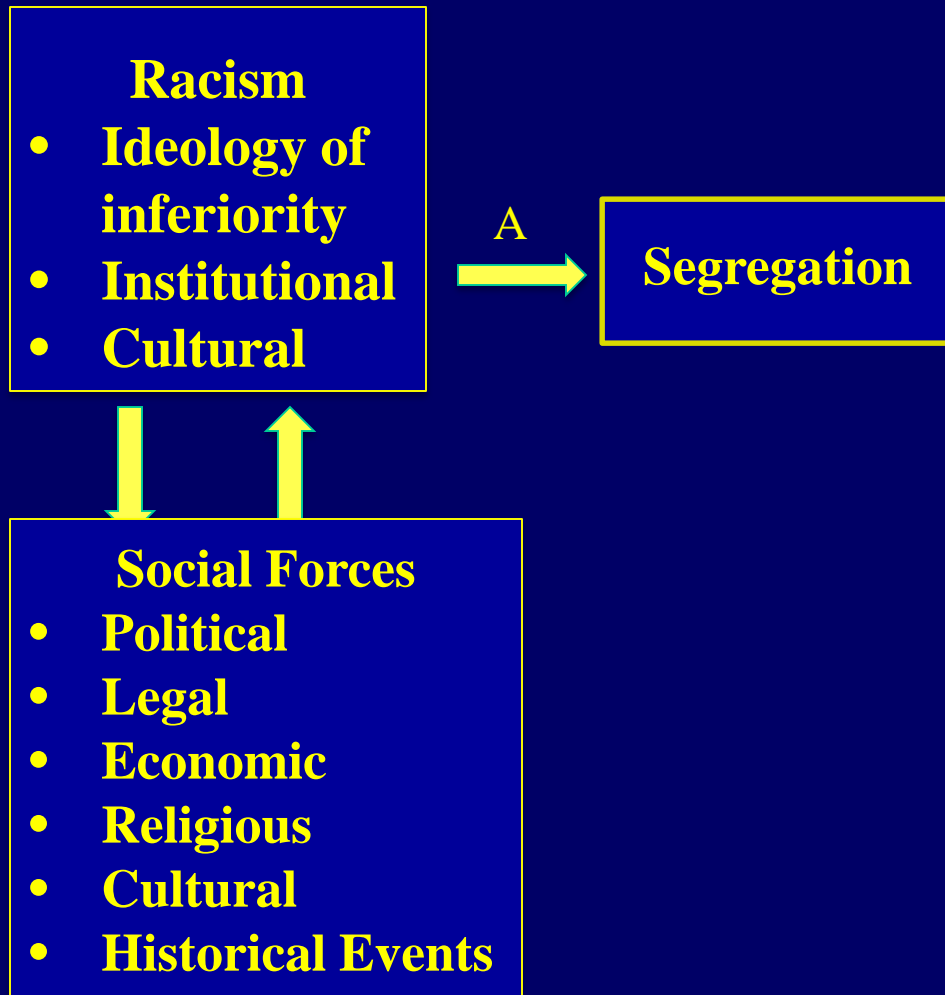 Racism
• Ideology of
inferiority
• Institutional
• Cultural
A
Segregation
Social Forces
• Political
• Legal
• Economic
• Religious
• Cultural
• Historical Events